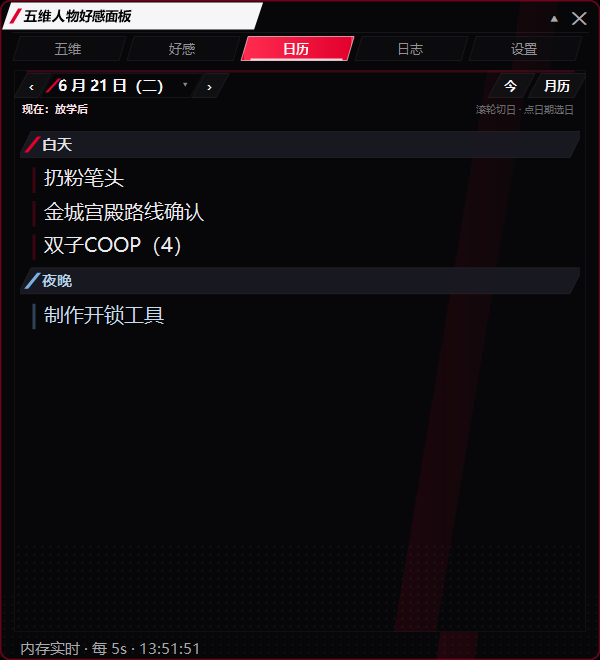 五维人物好感面板
五维 好感 日历 日志 设置
‹ 6 月 21 日（二） › 今 月历
现在：放学后 滚轮切日 · 点日期选日
白天
扔粉笔头
金城宫殿路线确认
双子COOP（4）
夜晚
制作开锁工具
内存实时 · 每 5s · 13:51:51